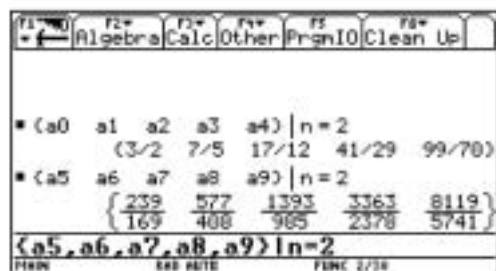 F1 F2 F3 F4 F5 F6
Algebra Calc Other PrgmIO Clean Up
▪ {a0 a1 a2 a3 a4} | n = 2
{3/2 7/5 17/12 41/29 99/70}
▪ {a5 a6 a7 a8 a9} | n = 2
{239/169 577/408 1393/985 3363/2378 8119/5741}
{a5,a6,a7,a8,a9}|n=2
MAIN RAD AUTO FUNC 2/30